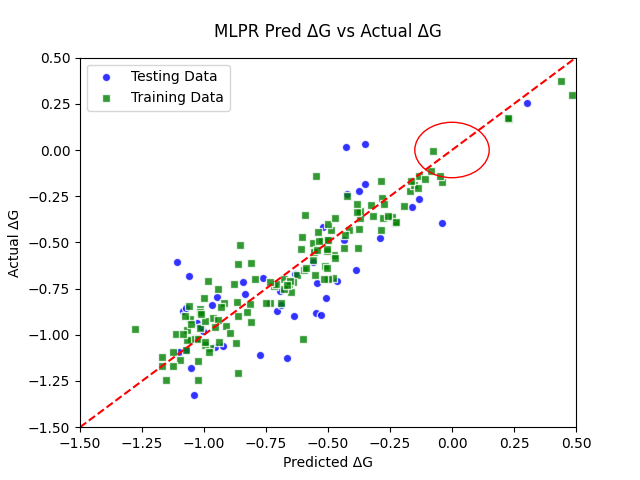 MLPR Pred ΔG vs Actual ΔG
Testing Data
Training Data
0.50
0.25
0.00
−0.25
−0.50
−0.75
−1.00
−1.25
−1.50
Actual ΔG
−1.50 −1.25 −1.00 −0.75 −0.50 −0.25 0.00 0.25 0.50
Predicted ΔG